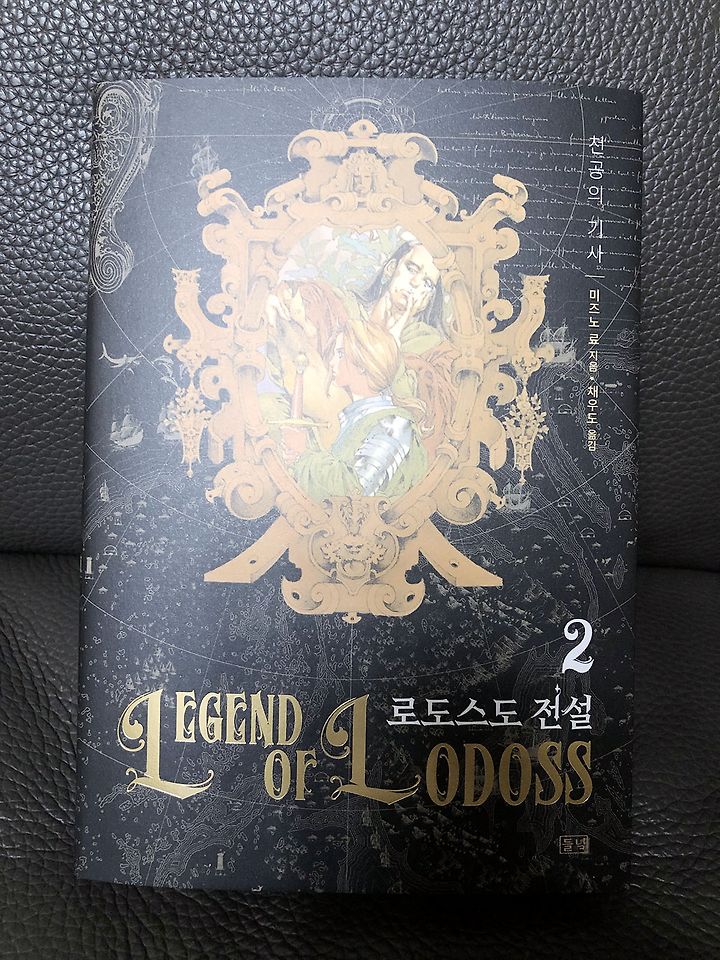 천공의 기사
미즈노 료 지음 · 채우도 옮김
2
로도스도 전설
LEGEND
OF LODOSS
들녘